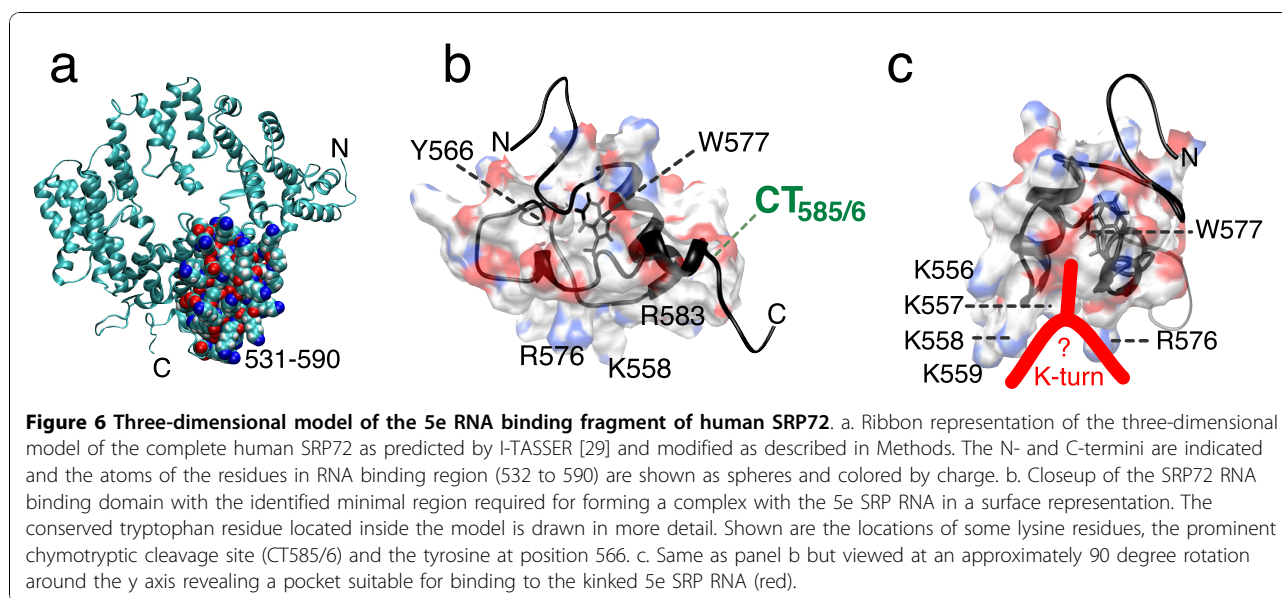 a
b
c
N
C
531-590
N
Y566
W577
CT585/6
R583
C
R576
K558
N
W577
K556
K557
K558
K559
R576
?
K-turn
Figure 6 Three-dimensional model of the 5e RNA binding fragment of human SRP72. a. Ribbon representation of the three-dimensional
model of the complete human SRP72 as predicted by I-TASSER [29] and modified as described in Methods. The N- and C-termini are indicated
and the atoms of the residues in RNA binding region (532 to 590) are shown as spheres and colored by charge. b. Closeup of the SRP72 RNA
binding domain with the identified minimal region required for forming a complex with the 5e SRP RNA in a surface representation. The
conserved tryptophan residue located inside the model is drawn in more detail. Shown are the locations of some lysine residues, the prominent
chymotryptic cleavage site (CT585/6) and the tyrosine at position 566. c. Same as panel b but viewed at an approximately 90 degree rotation
around the y axis revealing a pocket suitable for binding to the kinked 5e SRP RNA (red).